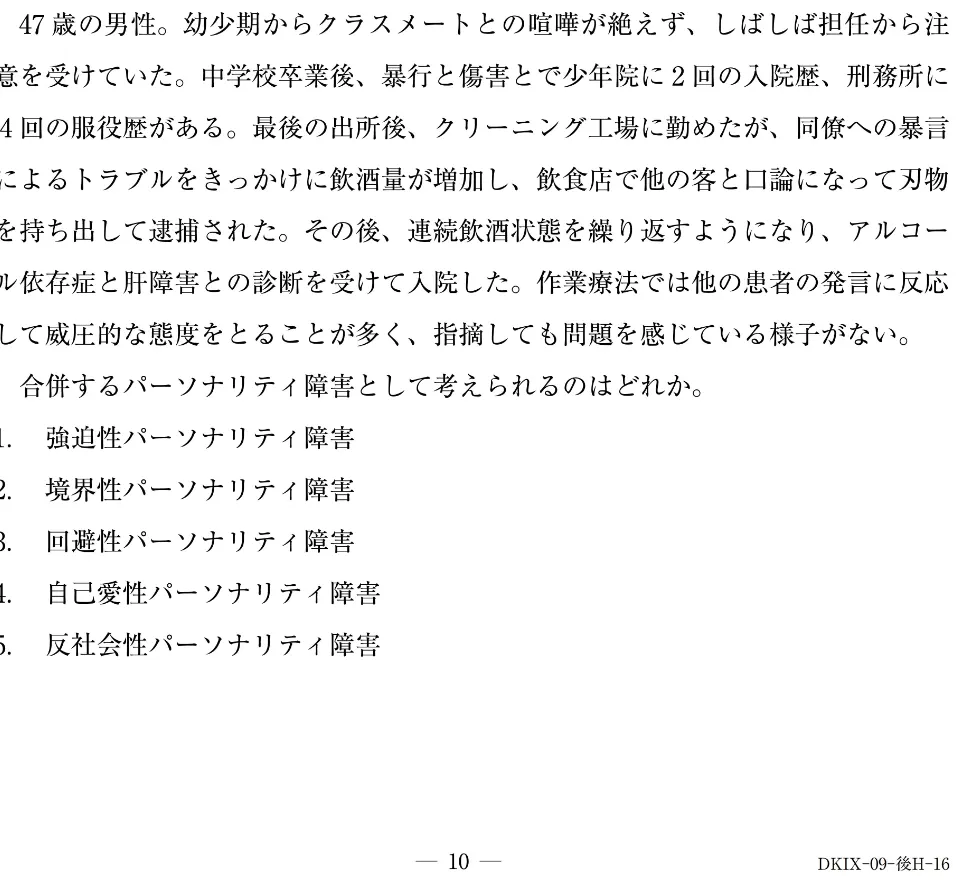 47歳の男性。幼少期からクラスメートとの喧嘩が絶えず、しばしば担任から注
意を受けていた。中学校卒業後、暴行と傷害とで少年院に2回の入院歴、刑務所に
4回の服役歴がある。最後の出所後、クリーニング工場に勤めたが、同僚への暴言
によるトラブルをきっかけに飲酒量が増加し、飲食店で他の客と口論になって刃物
を持ち出して逮捕された。その後、連続飲酒状態を繰り返すようになり、アルコー
ル依存症と肝障害との診断を受けて入院した。作業療法では他の患者の発言に反応
して威圧的な態度をとることが多く、指摘しても問題を感じている様子がない。
合併するパーソナリティ障害として考えられるのはどれか。
1. 強迫性パーソナリティ障害
2. 境界性パーソナリティ障害
3. 回避性パーソナリティ障害
4. 自己愛性パーソナリティ障害
5. 反社会性パーソナリティ障害
— 10 —
DKIX-09-後H-16